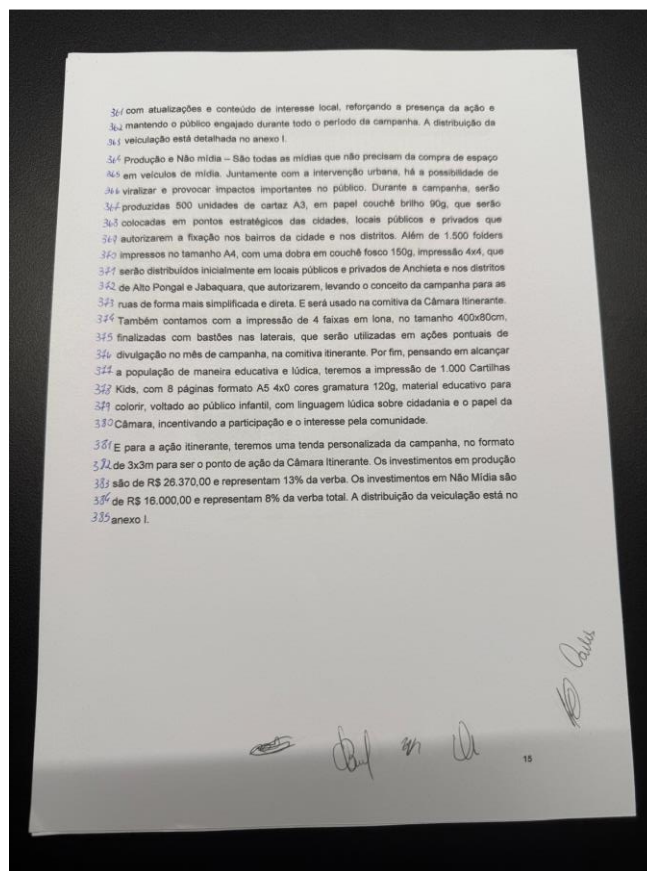 361 com atualizações e conteúdo de interesse local, reforçando a presença da ação e
362 mantendo o público engajado durante todo o período da campanha. A distribuição da
363 veiculação está detalhada no anexo I.
364 Produção e Não mídia – São todas as mídias que não precisam da compra de espaço
365 em veículos de mídia. Juntamente com a intervenção urbana, há a possibilidade de
366 viralizar e provocar impactos importantes no público. Durante a campanha, serão
367 produzidas 500 unidades de cartaz A3, em papel couchê brilho 90g, que serão
368 colocadas em pontos estratégicos das cidades, locais públicos e privados que
369 autorizarem a fixação nos bairros da cidade e nos distritos. Além de 1.500 folders
370 impressos no tamanho A4, com uma dobra em couchê fosco 150g, impressão 4x4, que
371 serão distribuídos inicialmente em locais públicos e privados de Anchieta e nos distritos
372 de Alto Pongal e Jabaquara, que autorizarem, levando o conceito da campanha para as
373 ruas de forma mais simplificada e direta. E será usado na comitiva da Câmara Itinerante.
374 Também contamos com a impressão de 4 faixas em lona, no tamanho 400x80cm,
375 finalizadas com bastões nas laterais, que serão utilizadas em ações pontuais de
376 divulgação no mês de campanha, na comitiva itinerante. Por fim, pensando em alcançar
377 a população de maneira educativa e lúdica, teremos a impressão de 1.000 Cartilhas
378 Kids, com 8 páginas formato A5 4x0 cores gramatura 120g, material educativo para
379 colorir, voltado ao público infantil, com linguagem lúdica sobre cidadania e o papel da
380 Câmara, incentivando a participação e o interesse pela comunidade.
381 E para a ação itinerante, teremos uma tenda personalizada da campanha, no formato
382 de 3x3m para ser o ponto de ação da Câmara Itinerante. Os investimentos em produção
383 são de R$ 26.370,00 e representam 13% da verba. Os investimentos em Não Mídia são
384 de R$ 16.000,00 e representam 8% da verba total. A distribuição da veiculação está no
385 anexo I.
15